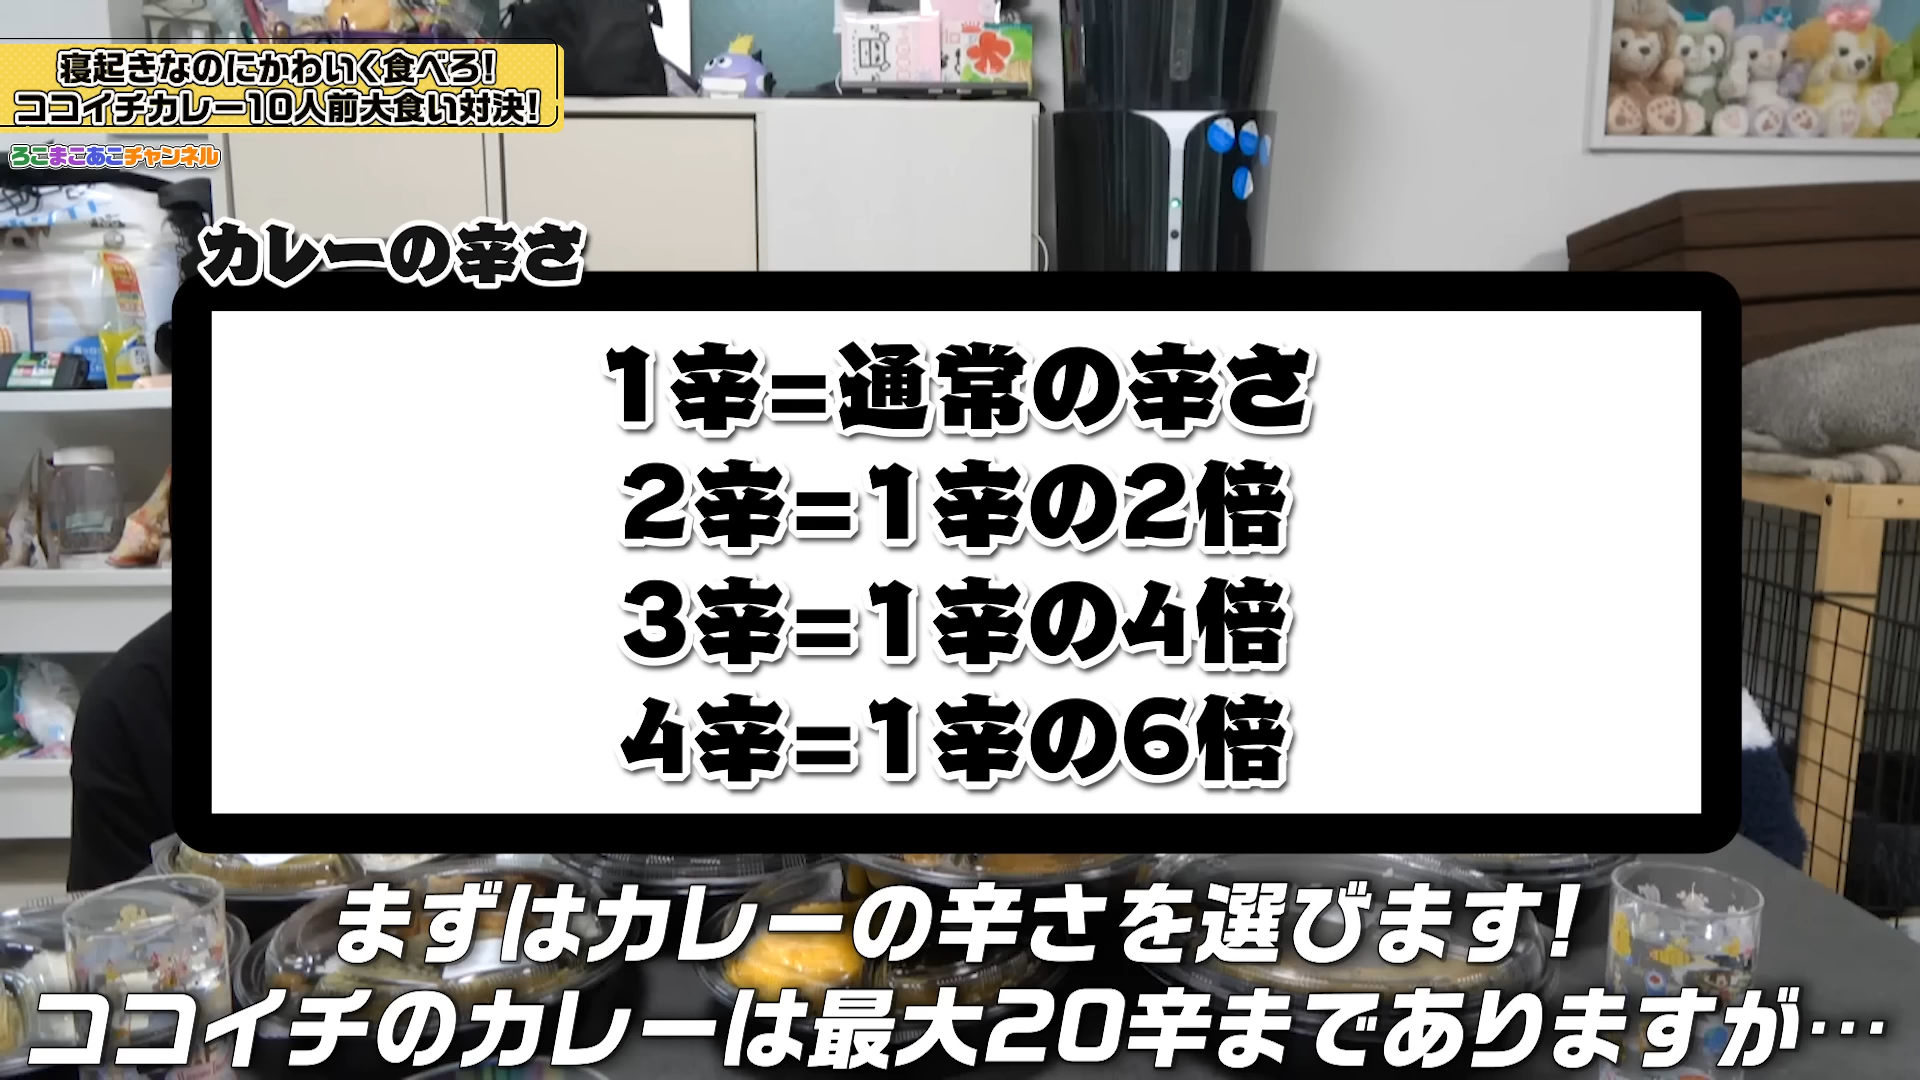 寝起きなのにかわいく食べろ!
ココイチカレー10人前大食い対決!
ろこまこあこチャンネル
カレーの辛さ
1辛=通常の辛さ
2辛=1辛の2倍
3辛=1辛の4倍
4辛=1辛の6倍
まずはカレーの辛さを選びます!
ココイチのカレーは最大20辛までありますが…